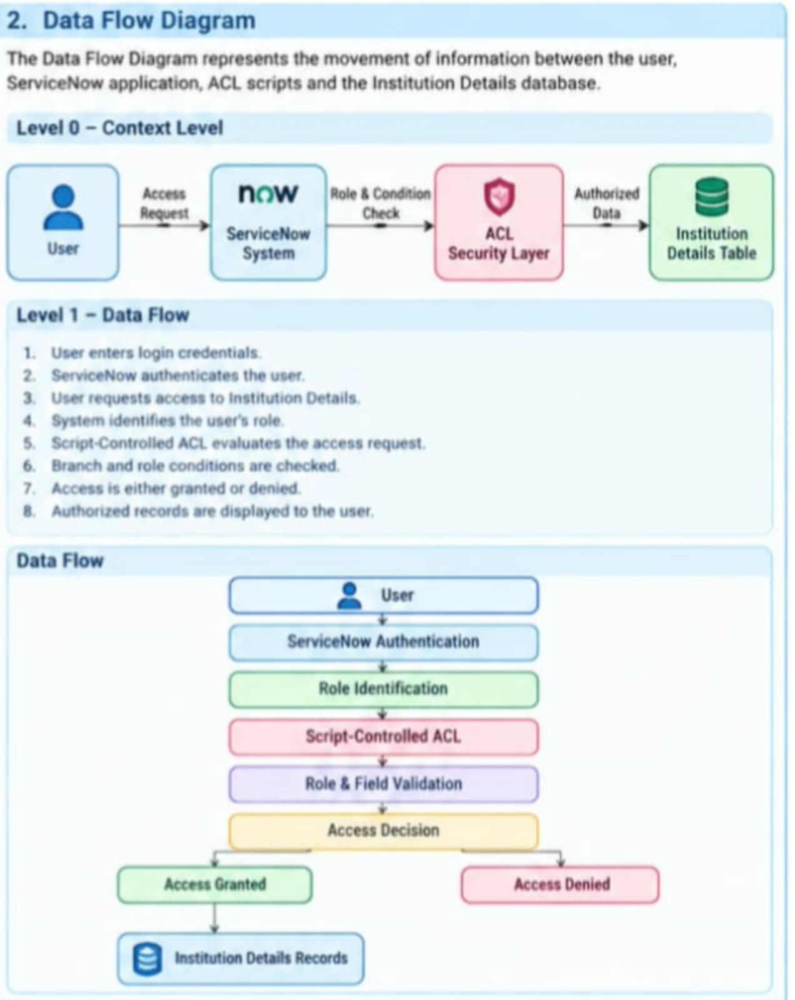 2. Data Flow Diagram
The Data Flow Diagram represents the movement of information between the user,
ServiceNow application, ACL scripts and the Institution Details database.
Level 0 – Context Level
User
Access
Request
now
ServiceNow
System
Role & Condition
Check
ACL
Security Layer
Authorized
Data
Institution
Details Table
Level 1 – Data Flow
1. User enters login credentials.
2. ServiceNow authenticates the user.
3. User requests access to Institution Details.
4. System identifies the user's role.
5. Script-Controlled ACL evaluates the access request.
6. Branch and role conditions are checked.
7. Access is either granted or denied.
8. Authorized records are displayed to the user.
Data Flow
User
ServiceNow Authentication
Role Identification
Script-Controlled ACL
Role & Field Validation
Access Decision
Access Granted
Access Denied
Institution Details Records